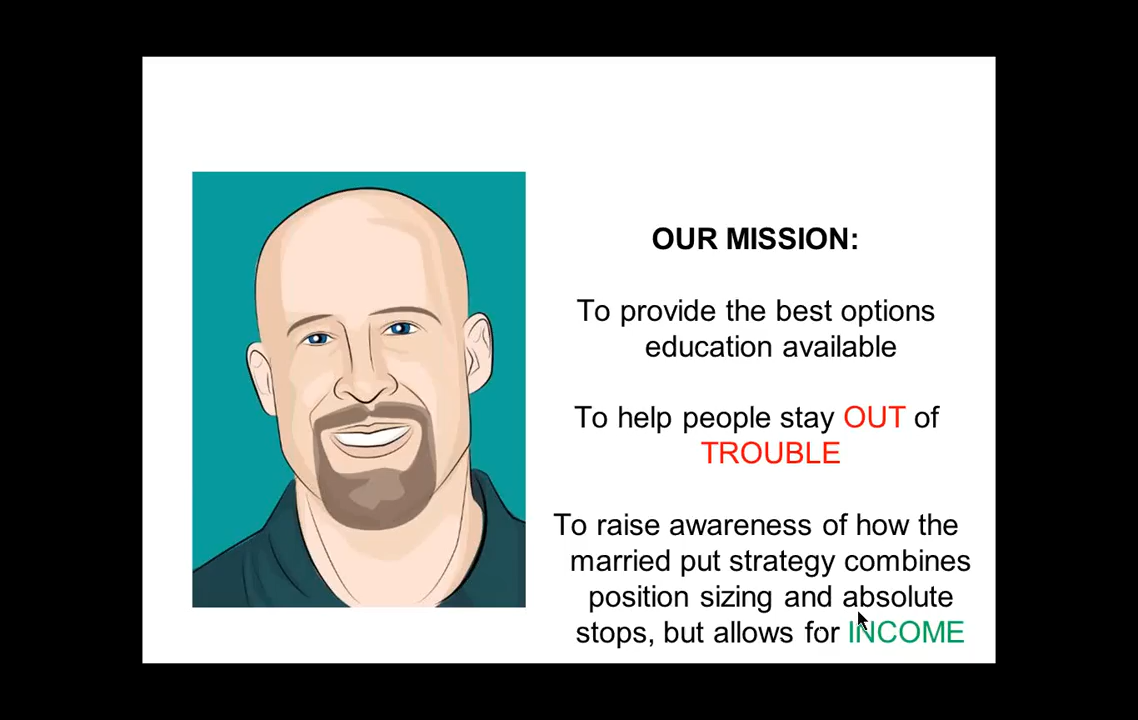 OUR MISSION:
To provide the best options
education available
To help people stay OUT of
TROUBLE
To raise awareness of how the
married put strategy combines
position sizing and absolute
stops, but allows for INCOME